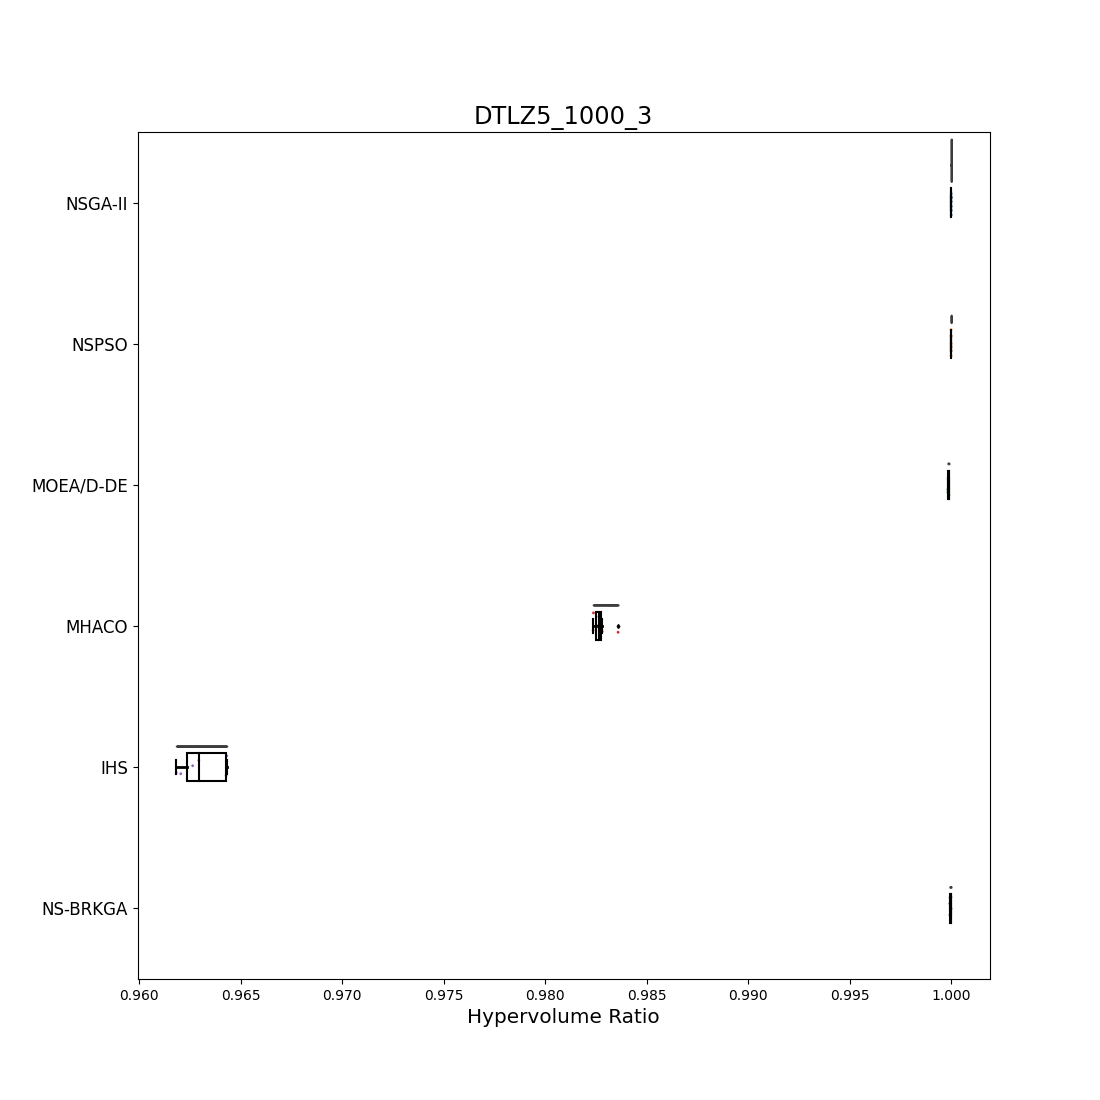 DTLZ5_1000_3
NSGA-II
NSPSO
MOEA/D-DE
MHACO
IHS
NS-BRKGA
0.960 0.965 0.970 0.975 0.980 0.985 0.990 0.995 1.000
Hypervolume Ratio